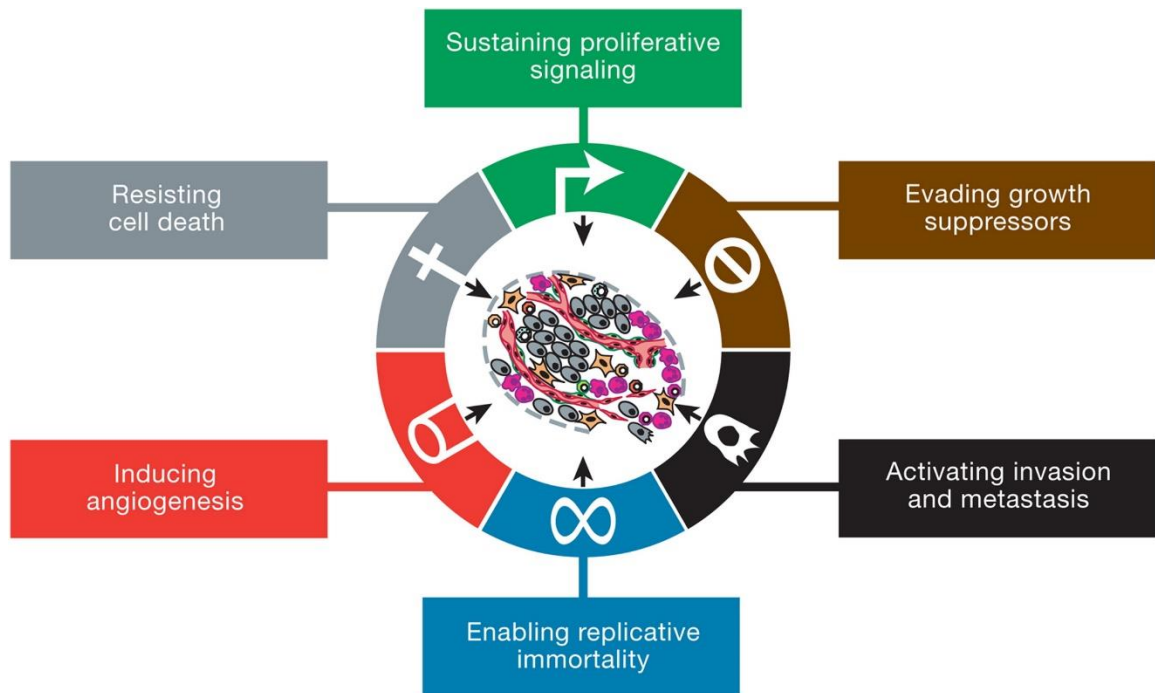 Sustaining proliferative
signaling
Resisting
cell death
Evading growth
suppressors
Inducing
angiogenesis
Activating invasion
and metastasis
Enabling replicative
immortality